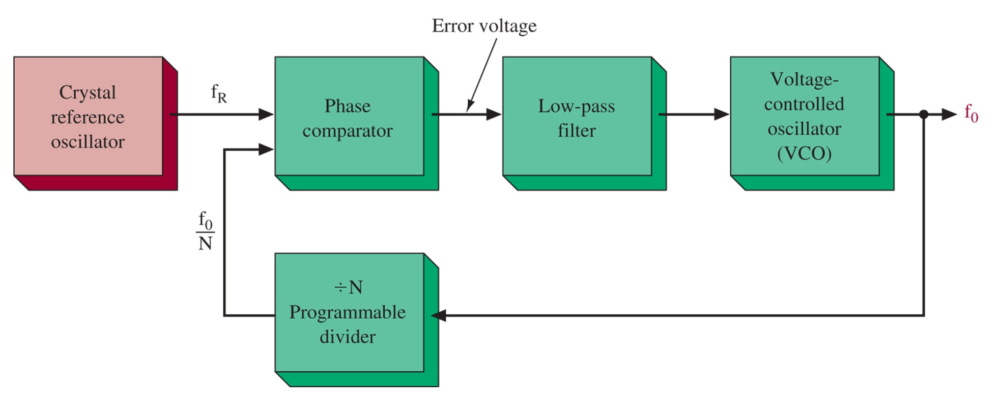 Error voltage
Crystal
reference
oscillator
fR
Phase
comparator
Low-pass
filter
Voltage-
controlled
oscillator
(VCO)
f0
f0
N
÷N
Programmable
divider